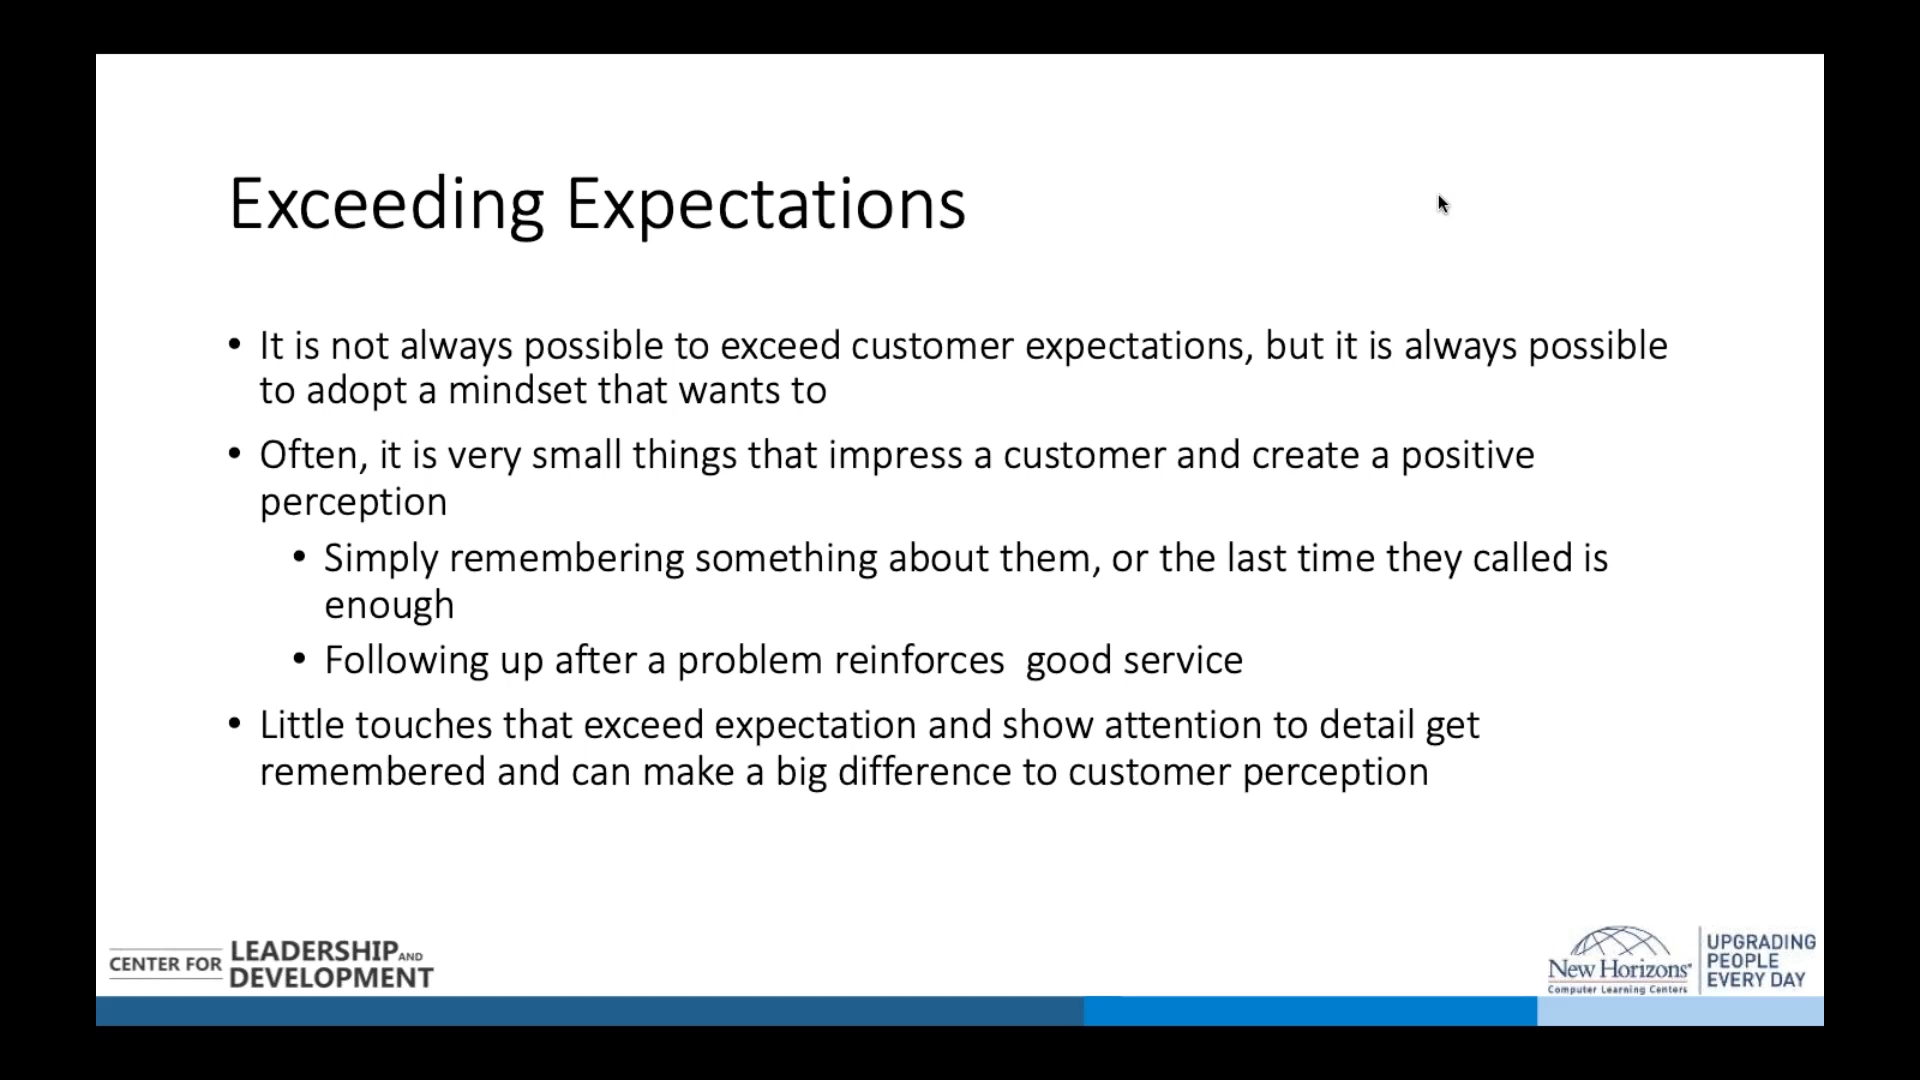 Exceeding Expectations
• It is not always possible to exceed customer expectations, but it is always possible
to adopt a mindset that wants to
• Often, it is very small things that impress a customer and create a positive
perception
• Simply remembering something about them, or the last time they called is
enough
• Following up after a problem reinforces  good service
• Little touches that exceed expectation and show attention to detail get
remembered and can make a big difference to customer perception
CENTER FOR LEADERSHIP AND
DEVELOPMENT
New Horizons®
Computer Learning Centers
UPGRADING
PEOPLE
EVERY DAY